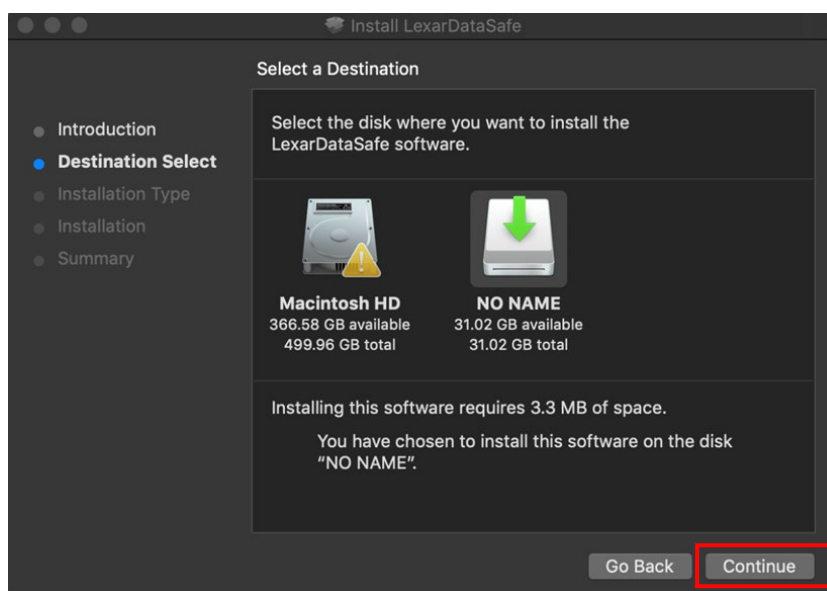 Install LexarDataSafe
Select a Destination
Introduction
Destination Select
Installation Type
Installation
Summary
Select the disk where you want to install the
LexarDataSafe software.
Macintosh HD
366.58 GB available
499.96 GB total
NO NAME
31.02 GB available
31.02 GB total
Installing this software requires 3.3 MB of space.
You have chosen to install this software on the disk
“NO NAME”.
Go Back
Continue